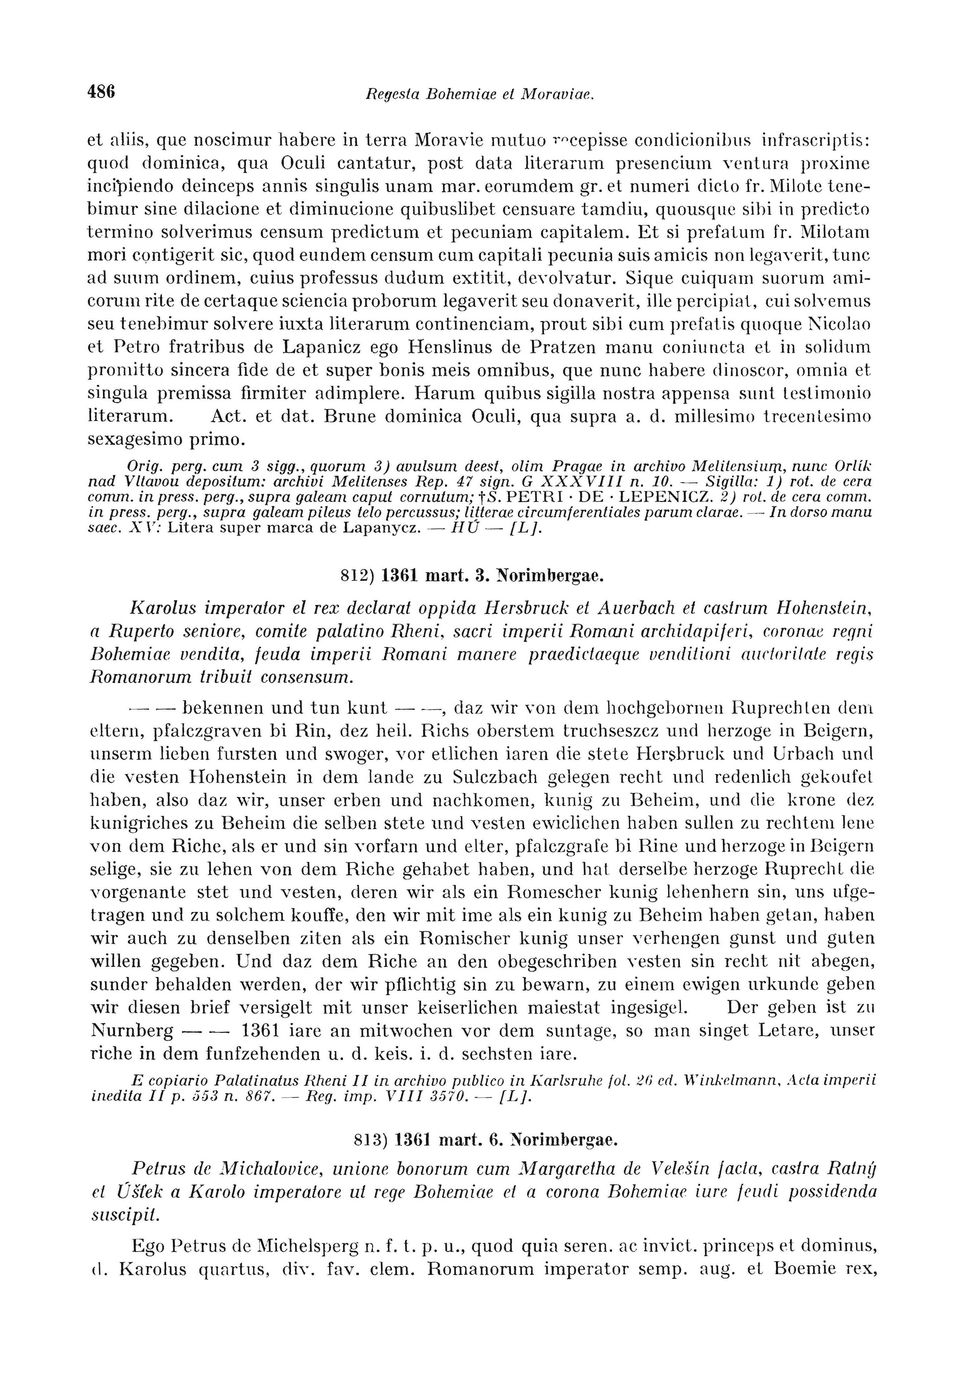 486
Regesta Bohemiae et Moraviae.
et aliis, que noscimur habere in terra Moravie mutuo recepisse condicionibus infrascriptis:
quod dominica, qua Oculi cantatur, post data literarum presencium ventura proxime
incipiendo deinceps annis singulis unam mar. eorumdem gr. et numeri dicto fr. Milote tene-
bimur sine dilacione et diminucione quibuslibet censuare tamdiu, quousque sibi in predicto
termino solverimus censum predictum et pecuniam capitalem. Et si prefatum fr. Milotam
mori contigerit sic, quod eundem censum cum capitali pecunia suis amicis non legaverit, tunc
ad suum ordinem, cuius professus dudum extitit, devolvatur. Sique cuiquam suorum ami-
corum rite de certaque sciencia proborum legaverit seu donaverit, ille percipiat, cui solvemus
seu tenebimur solvere iuxta literarum continenciam, prout sibi cum prefatis quoque Nicolao
et Petro fratribus de Lapanicz ego Henslinus de Pratzen manu coniuncta et in solidum
promitto sincera fide de et super bonis meis omnibus, que nunc habere dinoscor, omnia et
singula premissa firmiter adimplere. Harum quibus sigilla nostra appensa sunt testimonio
literarum. Act. et dat. Brune dominica Oculi, qua supra a. d. millesimo trecentesimo
sexagesimo primo.
Orig. perg. cum 3 sigg., quorum 3) avulsum deest, olim Pragae in archivo Melitensium, nunc Orlík
nad Vltavou depositum: archivi Melitenses Rep. 47 sign. G XXXVIII n. 10. — Sigilla: 1) rot. de cera
comm. in press. perg., supra galeam caput cornutum; †S. PETRI · DE · LEPENICZ. 2) rot. de cera comm.
in press. perg., supra galeam pileus telo percussus; litterae circumferentiales parum clarae. — In dorso manu
saec. XV: Litera super marca de Lapanycz. — HÚ — [L].
812) 1361 mart. 3. Norimbergae.
Karolus imperator et rex declarat oppida Hersbruck et Auerbach et castrum Hohenstein,
a Ruperto seniore, comite palatino Rheni, sacri imperii Romani archidapiferi, coronae regni
Bohemiae vendita, feuda imperii Romani manere praedictaeque venditioni auctoritate regis
Romanorum tribuit consensum.
— — bekennen und tun kunt — —, daz wir von dem hochgebornen Ruprechten dem
eltern, pfalczgraven bi Rin, dez heil. Richs oberstem truchseszcz und herzoge in Beigern,
unserm lieben fursten und swoger, vor etlichen iaren die stete Hersbruck und Urbach und
die vesten Hohenstein in dem lande zu Sulczbach gelegen recht und redenlich gekoufet
haben, also daz wir, unser erben und nachkomen, kunig zu Beheim, und die krone dez
kunigriches zu Beheim die selben stete und vesten ewiclichen haben sullen zu rechtem lene
von dem Riche, als er und sin vorfarn und elter, pfalczgrafe bi Rine und herzoge in Beigern
selige, sie zu lehen von dem Riche gehabet haben, und hat derselbe herzoge Ruprecht die
vorgenante stet und vesten, deren wir als ein Romescher kunig lehenhern sin, uns ufge-
tragen und zu solchem kouffe, den wir mit ime als ein kunig zu Beheim haben getan, haben
wir auch zu denselben ziten als ein Romischer kunig unser verhengen gunst und guten
willen gegeben. Und daz dem Riche an den obegeschriben vesten sin recht nit abegen,
sunder behalden werden, der wir pflichtig sin zu bewarn, zu einem ewigen urkunde geben
wir diesen brief versigelt mit unser keiserlichen maiestat ingesigel. Der geben ist zu
Nurnberg — — 1361 iare an mitwochen vor dem suntage, so man singet Letare, unser
riche in dem funfzehenden u. d. keis. i. d. sechsten iare.
E copiario Palatinatus Rheni II in archivo publico in Karlsruhe fol. 26 ed. Winkelmann, Acta imperii
inedita II p. 553 n. 867. — Reg. imp. VIII 3570. — [L].
813) 1361 mart. 6. Norimbergae.
Petrus de Michalovice, unione bonorum cum Margaretha de Velešín facta, castra Ratný
et Úštek a Karolo imperatore ut rege Bohemiae et a corona Bohemiae iure feudi possidenda
suscipit.
Ego Petrus de Michelsperg n. f. t. p. u., quod quia seren. ac invict. princeps et dominus,
d. Karolus quartus, div. fav. clem. Romanorum imperator semp. aug. et Boemie rex,